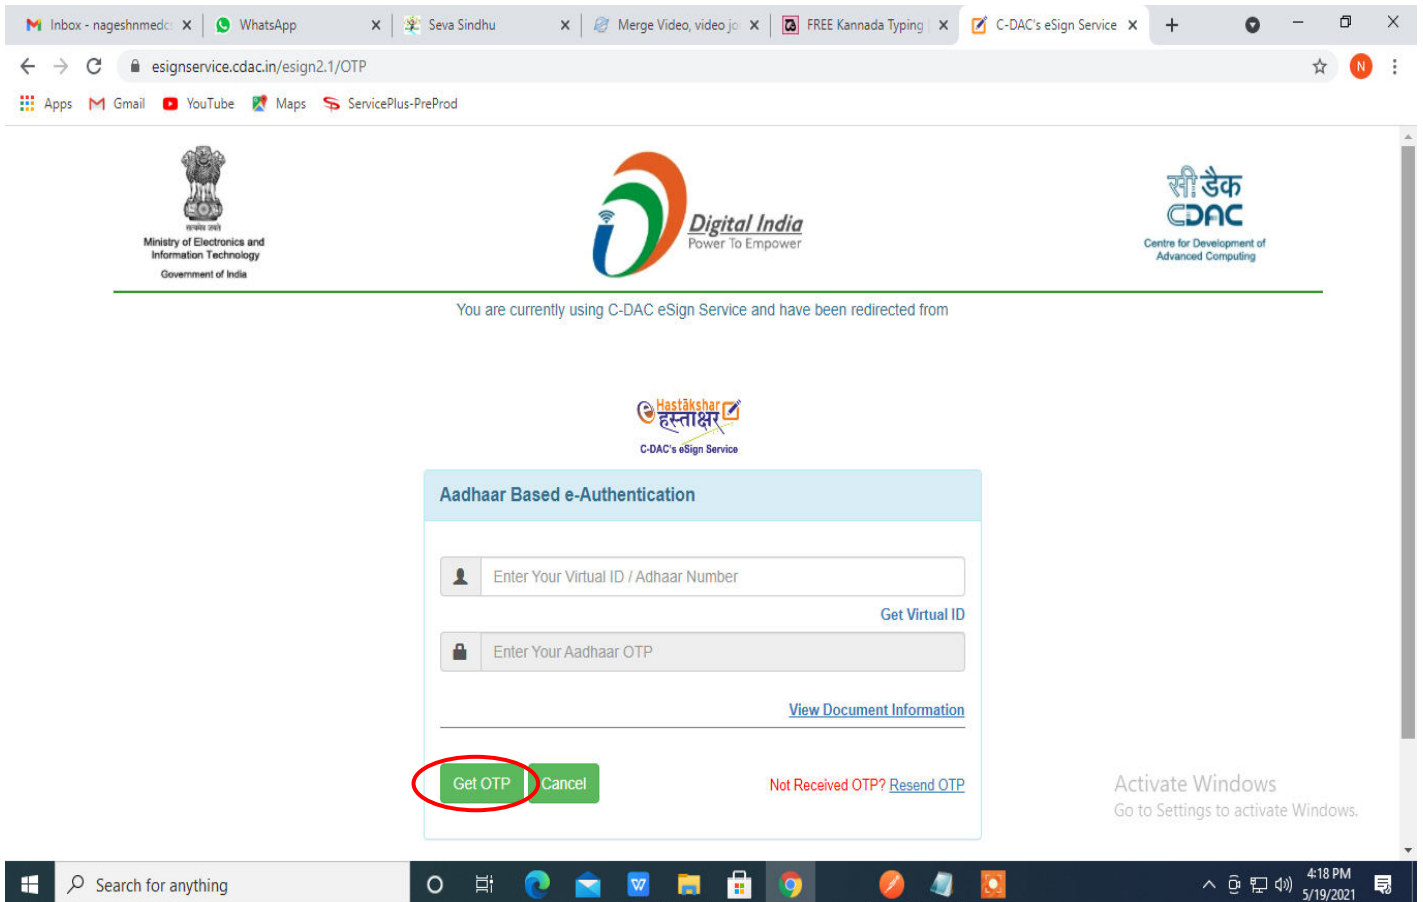 Inbox - nageshnmedc
WhatsApp
Seva Sindhu
Merge Video, video jo
FREE Kannada Typing
C-DAC's eSign Service
esignservice.cdac.in/esign2.1/OTP
N
Apps
Gmail
YouTube
Maps
ServicePlus-PreProd
सत्यमेव जयते
Ministry of Electronics and
Information Technology
Government of India
Digital India
Power To Empower
सी डैक
CDAC
Centre for Development of
Advanced Computing
You are currently using C-DAC eSign Service and have been redirected from
e Hastākshar
हस्ताक्षर
C-DAC's eSign Service
Aadhaar Based e-Authentication
Enter Your Virtual ID / Adhaar Number
Get Virtual ID
Enter Your Aadhaar OTP
View Document Information
Get OTP
Cancel
Not Received OTP? Resend OTP
Activate Windows
Go to Settings to activate Windows.
Search for anything
W
4:18 PM
5/19/2021